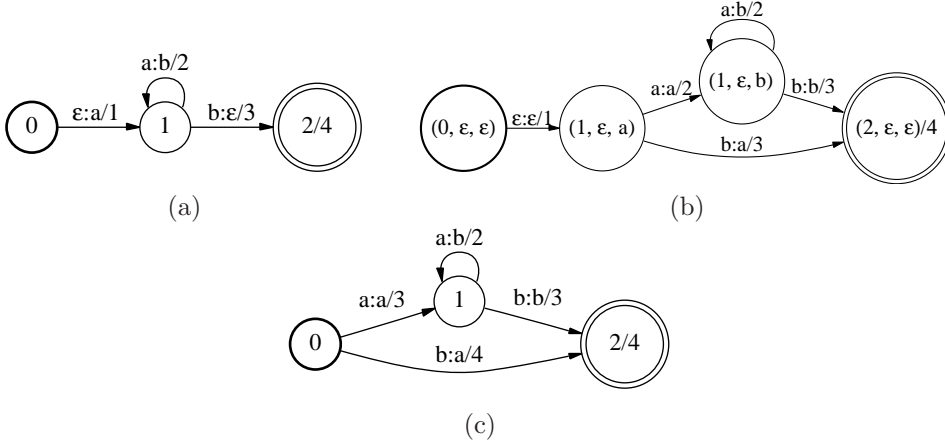 a:b/2
0
ε:a/1
1
b:ε/3
2/4
(a)
a:b/2
(0, ε, ε)
ε:ε/1
(1, ε, a)
a:a/2
(1, ε, b)
b:b/3
b:a/3
(2, ε, ε)/4
(b)
a:b/2
0
a:a/3
1
b:b/3
b:a/4
2/4
(c)